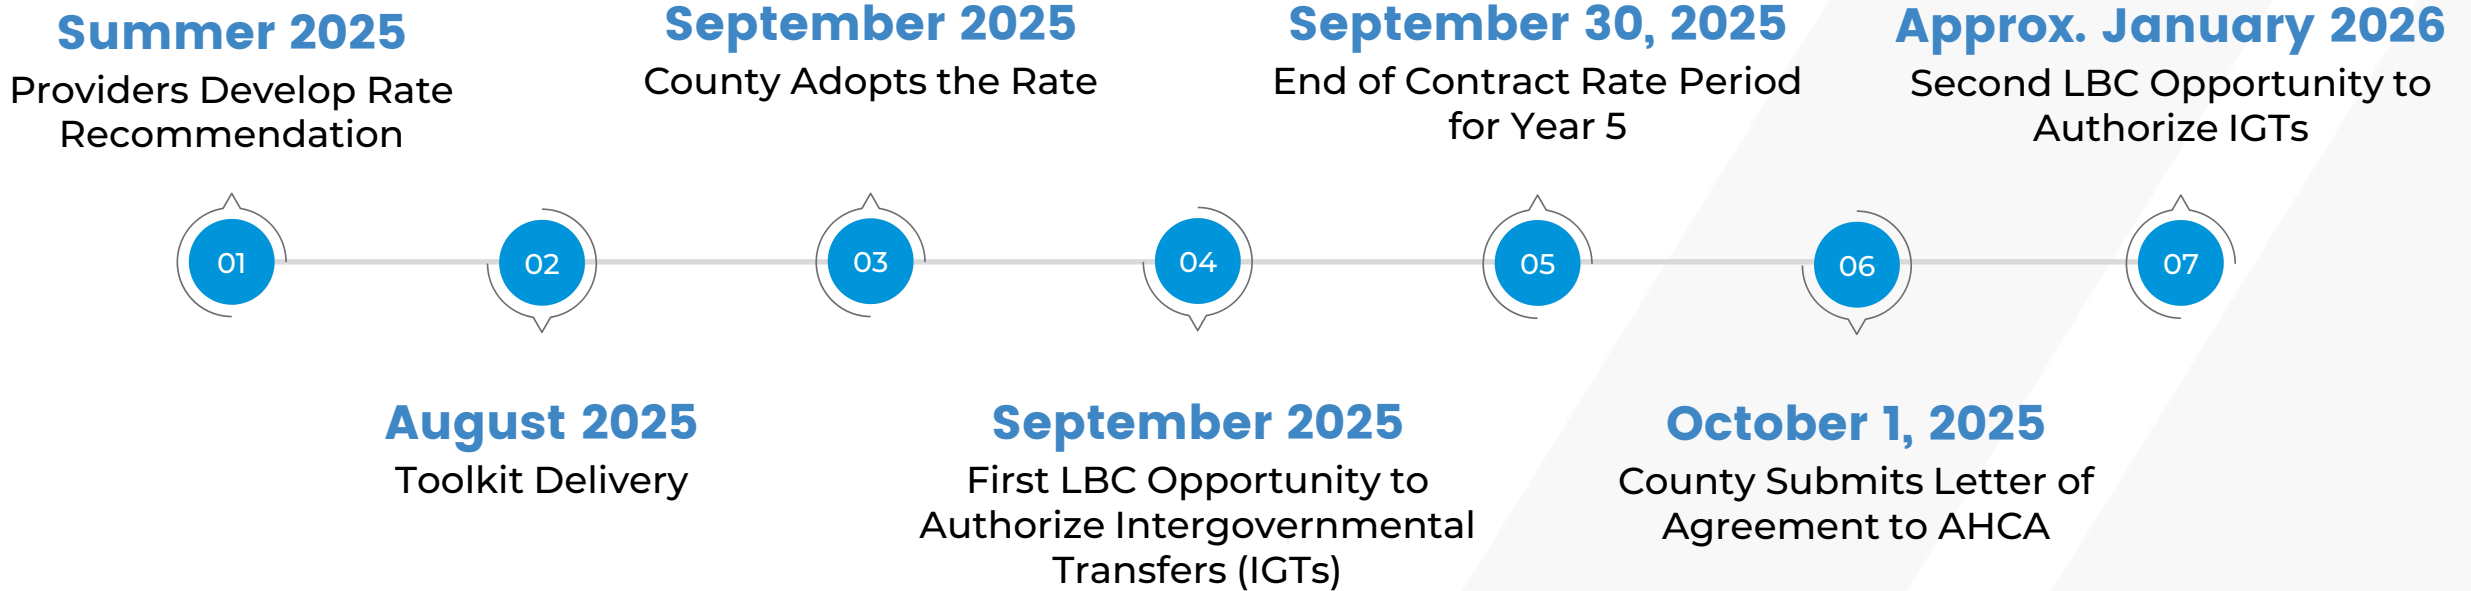 Summer 2025
Providers Develop Rate
Recommendation
01
August 2025
Toolkit Delivery
02
September 2025
County Adopts the Rate
03
September 2025
First LBC Opportunity to
Authorize Intergovernmental
Transfers (IGTs)
04
September 30, 2025
End of Contract Rate Period
for Year 5
05
October 1, 2025
County Submits Letter of
Agreement to AHCA
06
Approx. January 2026
Second LBC Opportunity to
Authorize IGTs
07